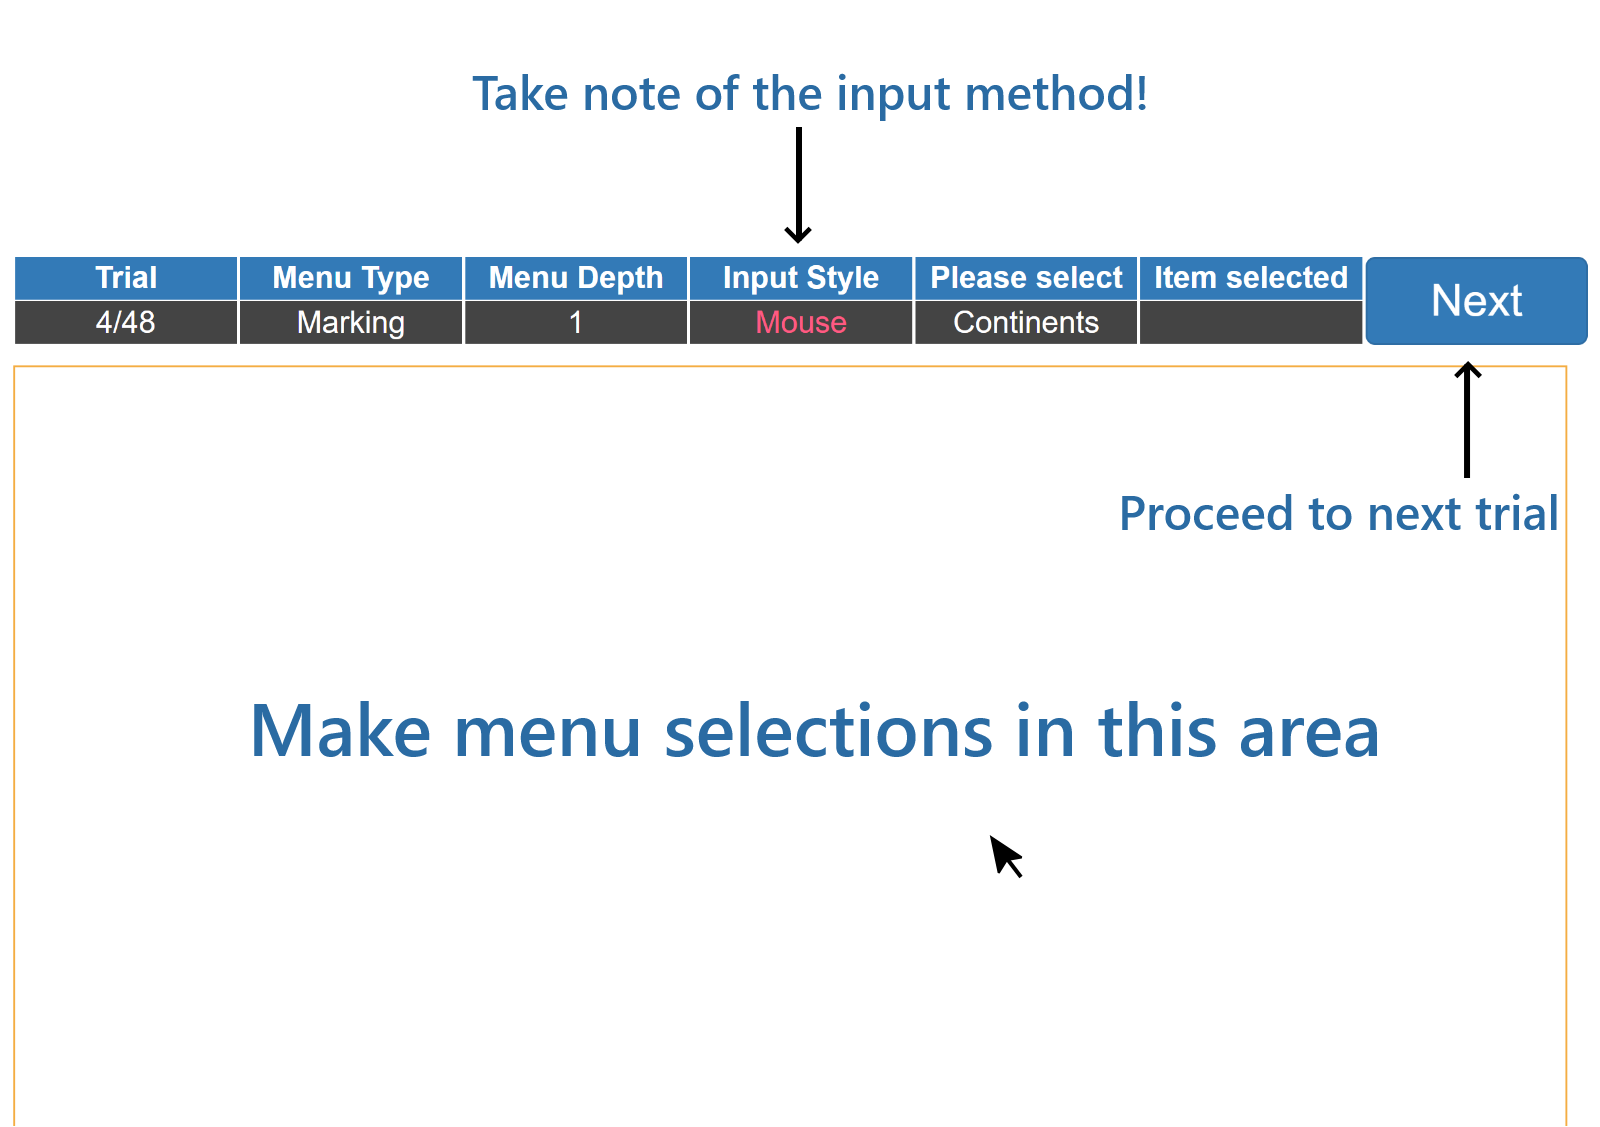 Take note of the input method!
Trial Menu Type Menu Depth Input Style Please select Item selected Next
4/48 Marking 1 Mouse Continents
Proceed to next trial
Make menu selections in this area